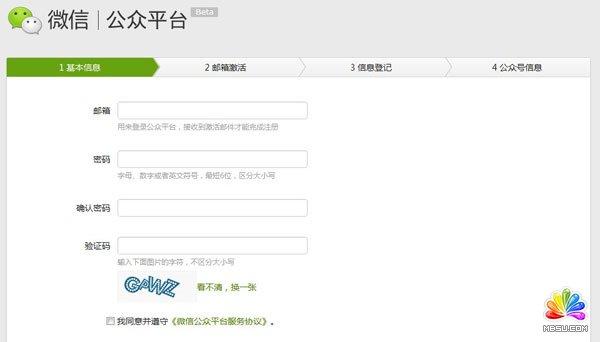 微信 | 公众平台 Beta
1 基本信息 2 邮箱激活 3 信息登记 4 公众号信息
邮箱
用来登录公众平台，接收到激活邮件才能完成注册
密码
字母、数字或者英文符号，最短6位，区分大小写
确认密码
验证码
输入下面图片的字符，不区分大小写
GAWZ 看不清，换一张
我同意并遵守《微信公众平台服务协议》。
MBSU.COM